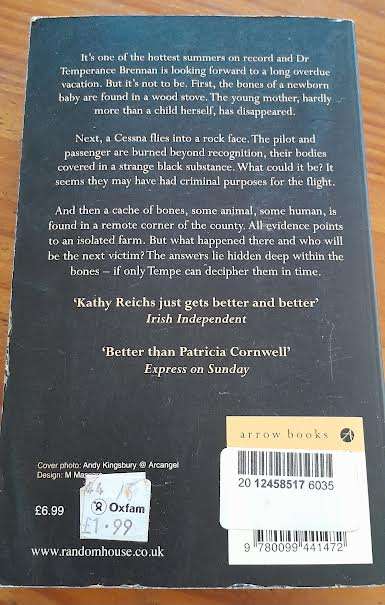 It's one of the hottest summers on record and Dr
Temperance Brennan is looking forward to a long overdue
vacation. But it's not to be. First, the bones of a newborn
baby are found in a wood stove. The young mother, hardly
more than a child herself, has disappeared.
Next, a Cessna flies into a rock face. The pilot and
passenger are burned beyond recognition, their bodies
covered in a strange black substance. What could it be? It
seems they may have had criminal purposes for the flight.
And then a cache of bones, some animal, some human, is
found in a remote corner of the county. All evidence points
to an isolated farm. But what happened there and who will
be the next victim? The answers lie hidden deep within the
bones – if only Tempe can decipher them in time.
'Kathy Reichs just gets better and better'
Irish Independent
'Better than Patricia Cornwell'
Express on Sunday
arrow books
20 12458517 6035
Cover photo: Andy Kingsbury @ Arcangel
Design: M
£6.99
Oxfam
£1.99
www.randomhouse.co.uk
9 780099 441472